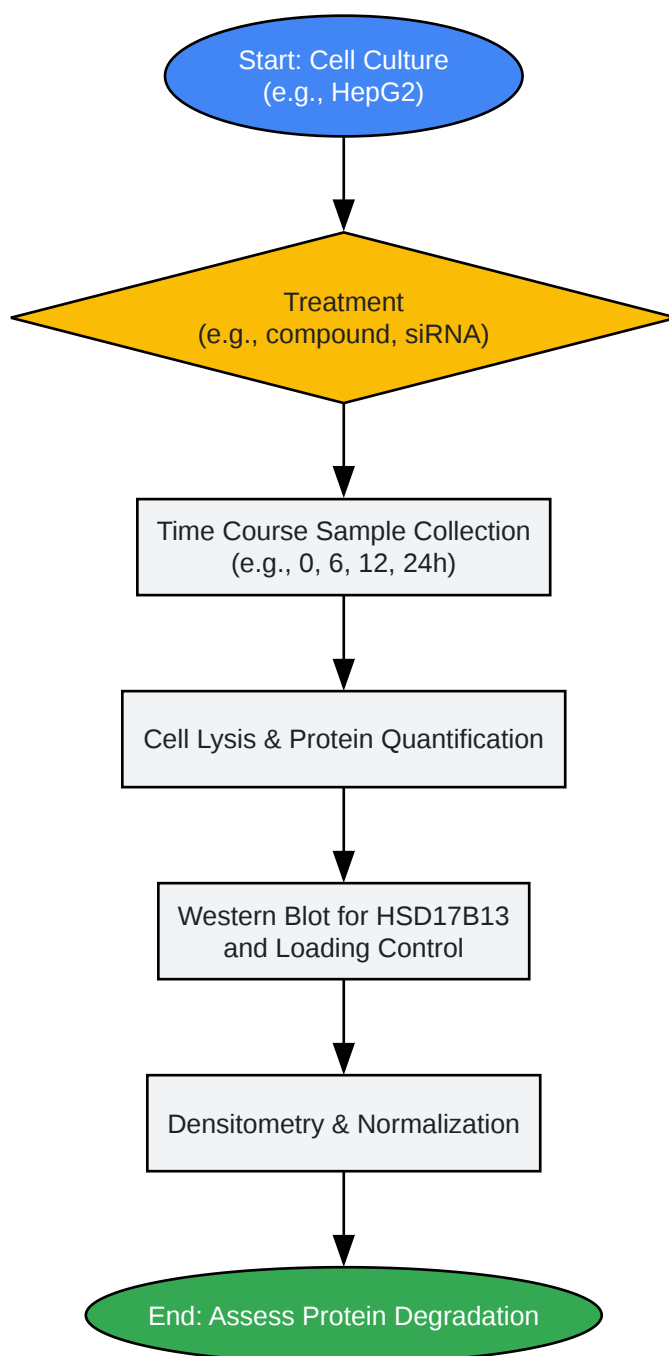 Start: Cell Culture
(e.g., HepG2)
Treatment
(e.g., compound, siRNA)
Time Course Sample Collection
(e.g., 0, 6, 12, 24h)
Cell Lysis & Protein Quantification
Western Blot for HSD17B13
and Loading Control
Densitometry & Normalization
End: Assess Protein Degradation